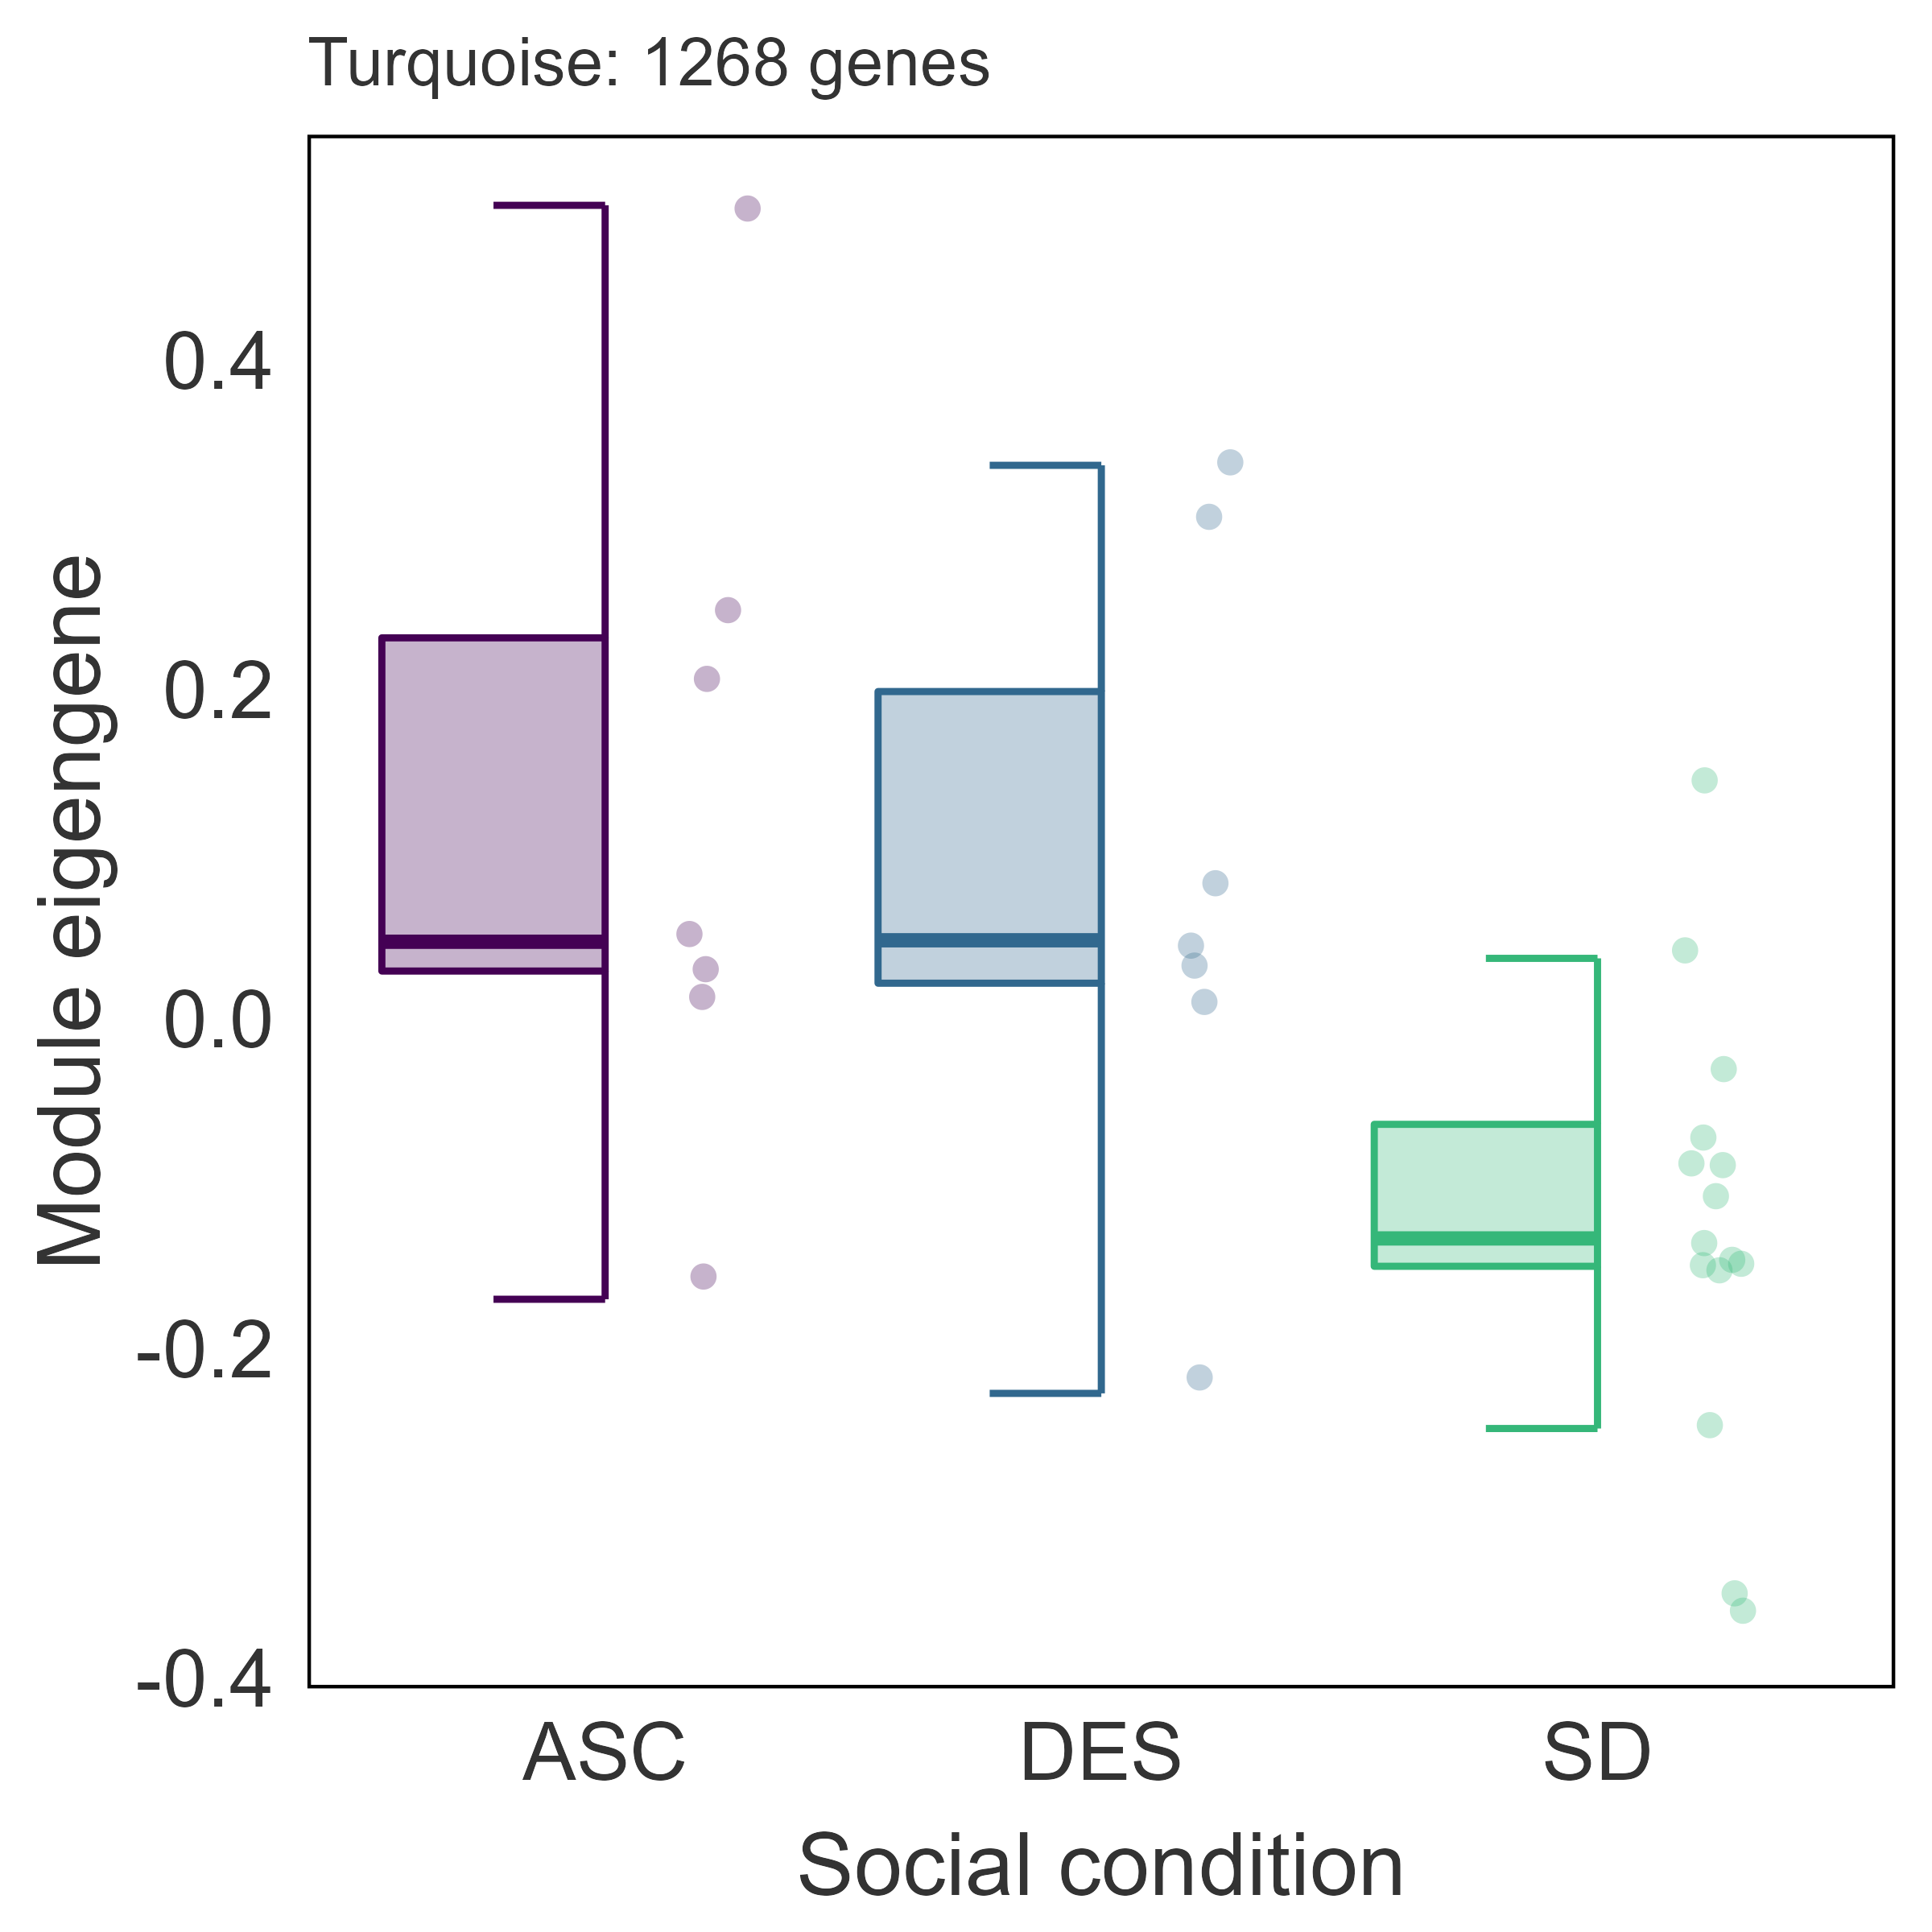 Turquoise: 1268 genes
Module eigengene
0.4
0.2
0.0
-0.2
-0.4
ASC DES SD
Social condition